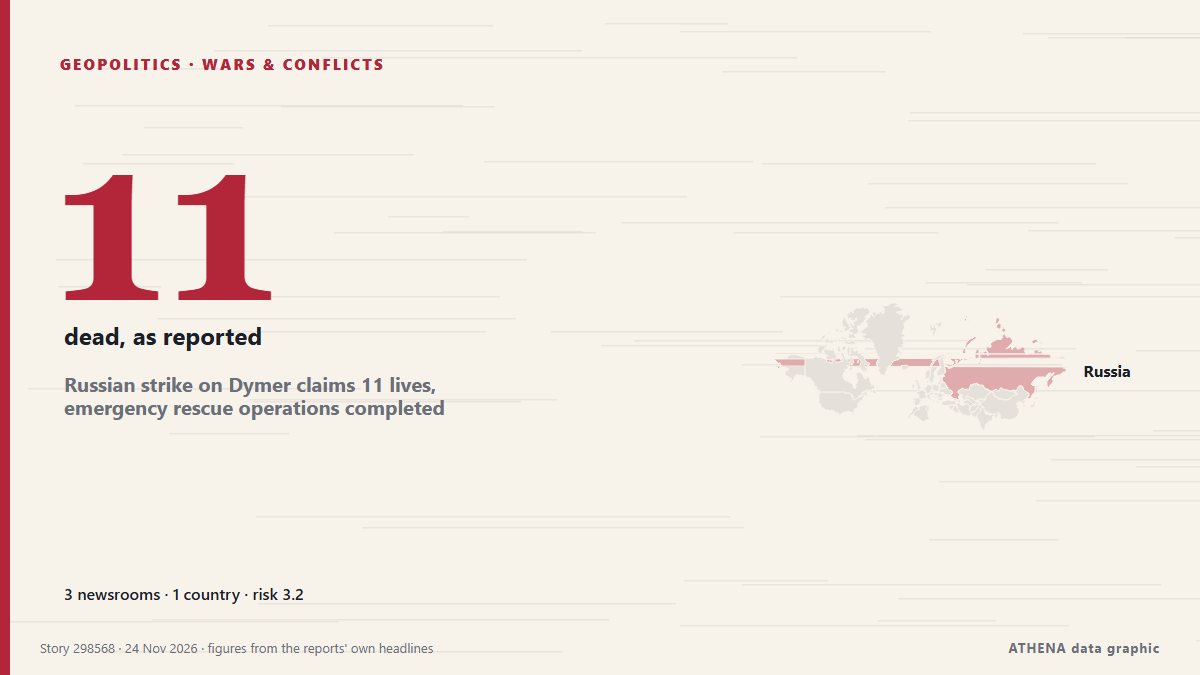 GEOPOLITICS · WARS & CONFLICTS
11
dead, as reported
Russian strike on Dymer claims 11 lives,
emergency rescue operations completed
Russia
3 newsrooms · 1 country · risk 3.2
Story 298568 · 24 Nov 2026 · figures from the reports' own headlines
ATHENA data graphic